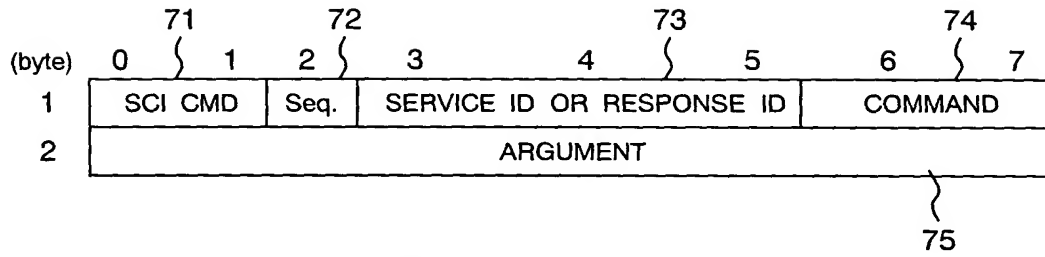 71 72 73 74
(byte) 0 1 2 3 4 5 6 7
1 SCI CMD Seq. SERVICE ID OR RESPONSE ID COMMAND
2 ARGUMENT
75